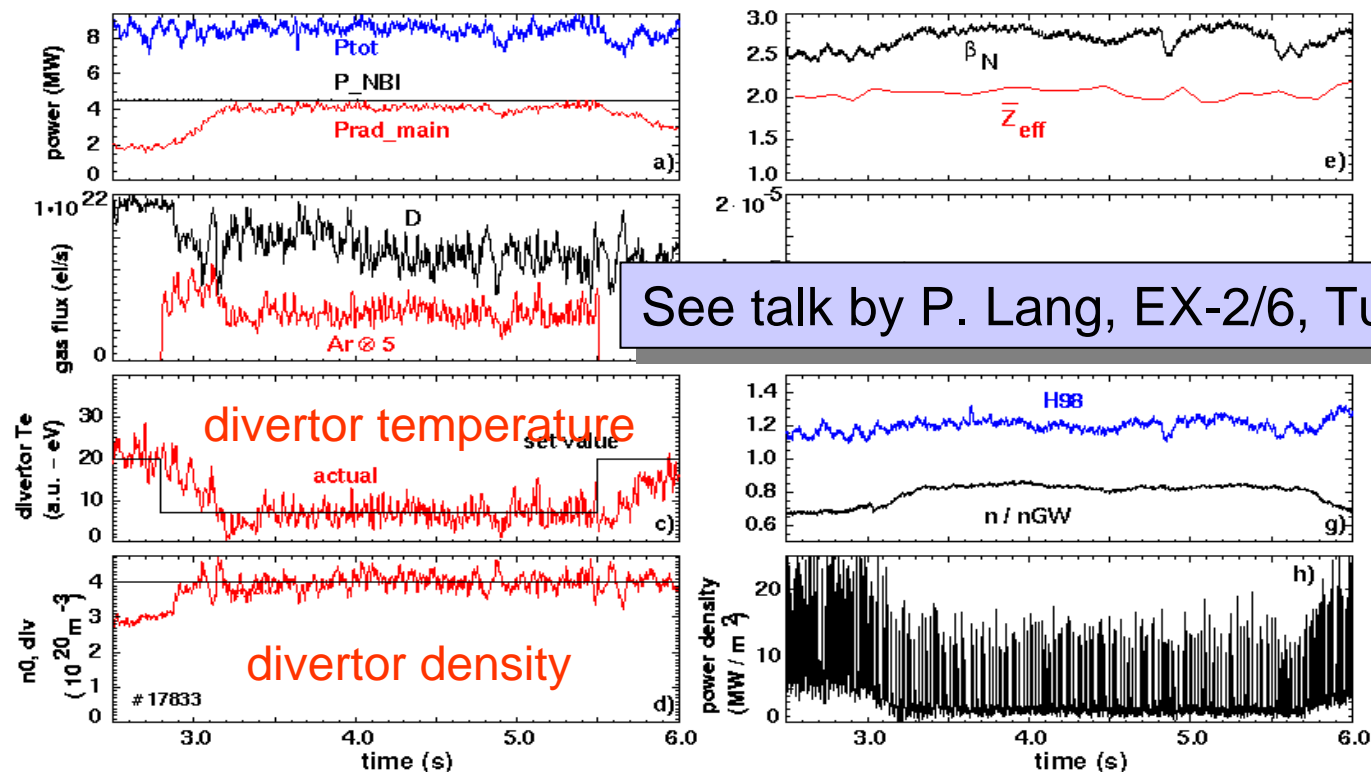 8
6
4
2
0
power (MW)
Ptot
P_NBI
Prad_main
a)
1·10 22
0
gas flux (el/s)
D
Ar ⊗ 5
30
20
10
0
divertor Te
(a.u. - eV)
divertor temperature
set value
actual
c)
4
3
2
1
0
n0, div
(10 20 m -3)
divertor density
# 17833
d)
3.0
4.0
5.0
6.0
time (s)
3.0
2.5
2.0
1.5
1.0
β N
Z eff
e)
2·10 -5
See talk by P. Lang, EX-2/6, Tu
1.4
1.2
1.0
0.8
0.6
H98
n / nGW
g)
20
10
0
power density
(MW / m 2)
h)
3.0
4.0
5.0
6.0
time (s)